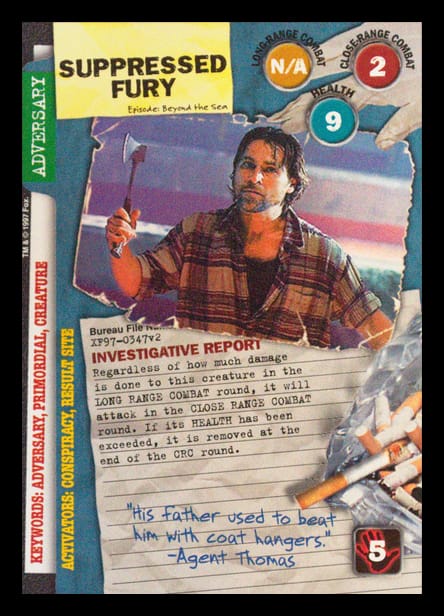 SUPPRESSED
FURY
Episode: Beyond the Sea
LONG-RANGE COMBAT
N/A
CLOSE-RANGE COMBAT
2
HEALTH
9
ADVERSARY
TM & © 1997 Fox.
KEYWORDS: ADVERSARY, PRIMORDIAL, CREATURE
ACTIVATORS: CONSPIRACY, RESULT SITE
Bureau File
XF97-0347v2
INVESTIGATIVE REPORT
Regardless of how much damage
is done to this creature in the
LONG RANGE COMBAT round, it will
attack in the CLOSE RANGE COMBAT
round. If its HEALTH has been
exceeded, it is removed at the
end of the CRC round.
"His father used to beat
him with coat hangers."
-Agent Thomas
5